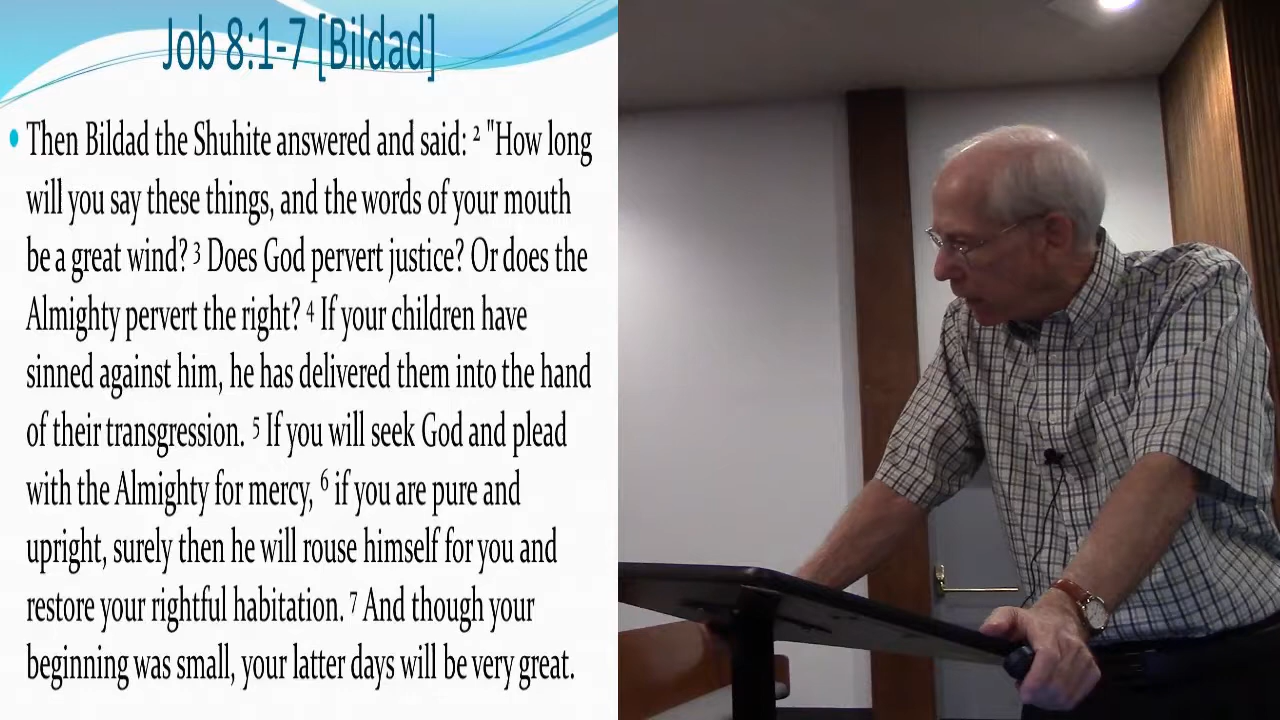 Job 8:1-7 [Bildad]
• Then Bildad the Shuhite answered and said: ² "How long
will you say these things, and the words of your mouth
be a great wind? ³ Does God pervert justice? Or does the
Almighty pervert the right? ⁴ If your children have
sinned against him, he has delivered them into the hand
of their transgression. ⁵ If you will seek God and plead
with the Almighty for mercy, ⁶ if you are pure and
upright, surely then he will rouse himself for you and
restore your rightful habitation. ⁷ And though your
beginning was small, your latter days will be very great.